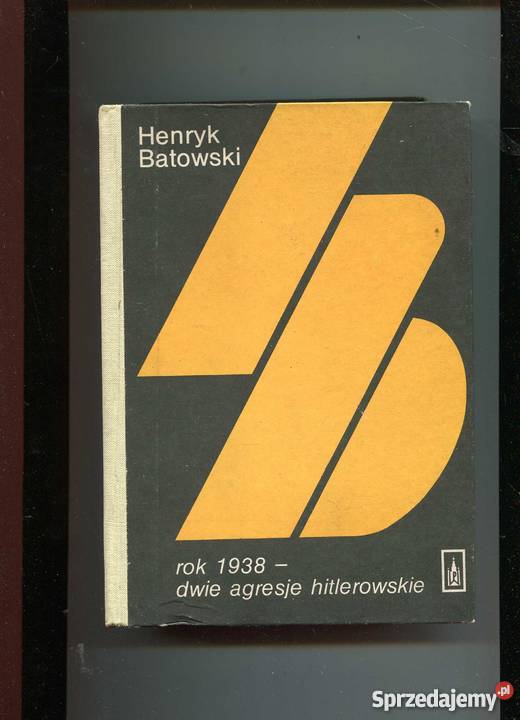 Henryk
Batowski
rok 1938 –
dwie agresje hitlerowskie
Sprzedajemy.pl